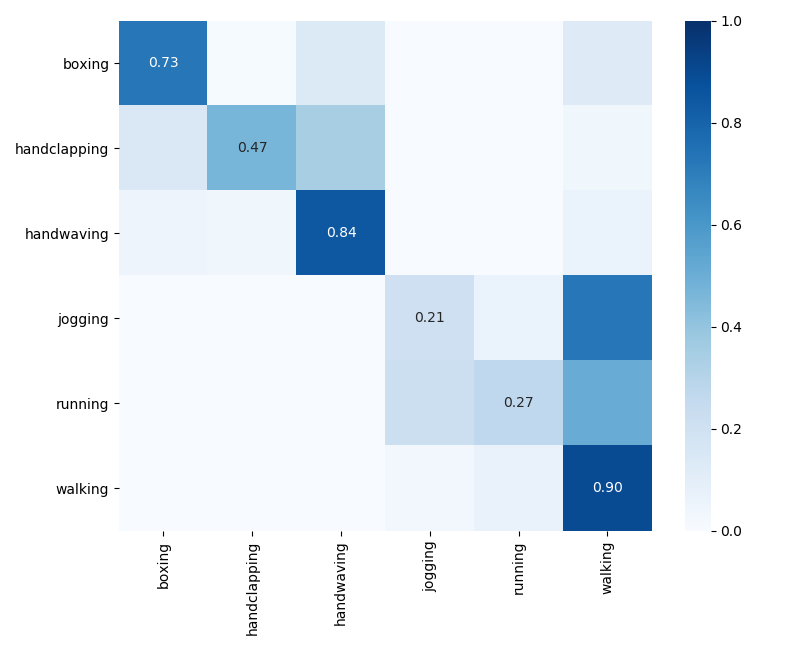 1.0
boxing
0.73
0.8
handclapping
0.47
handwaving
0.84
0.6
jogging
0.21
0.4
running
0.27
0.2
walking
0.90
0.0
boxing
handclapping
handwaving
jogging
running
walking